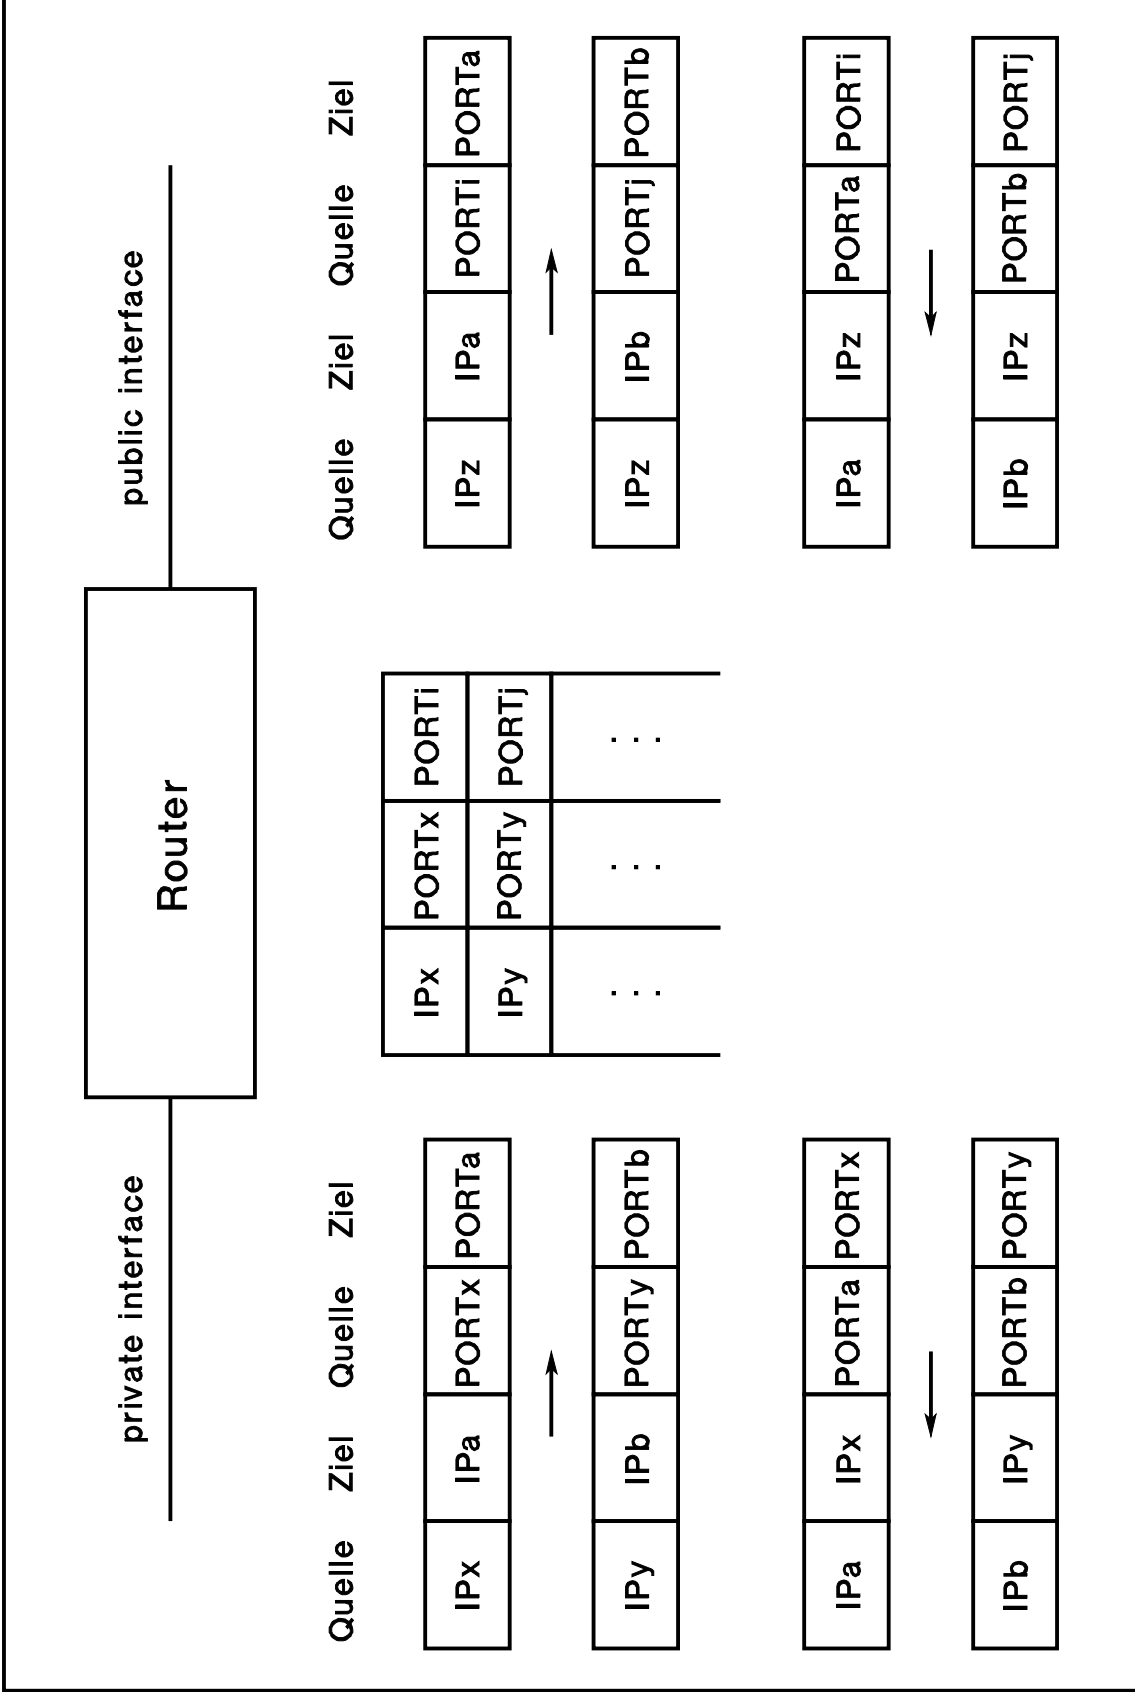 private interface Router public interface
Quelle Ziel Quelle Ziel Quelle Ziel Quelle Ziel
IPx IPa PORTx PORTa IPx PORTx PORTi IPz IPa PORTi PORTa
IPy PORTy PORTj
IPy IPb PORTy PORTb ... ... ... IPz IPb PORTj PORTb
IPa IPx PORTa PORTx IPa IPz PORTa PORTi
IPb IPy PORTb PORTy IPb IPz PORTb PORTj